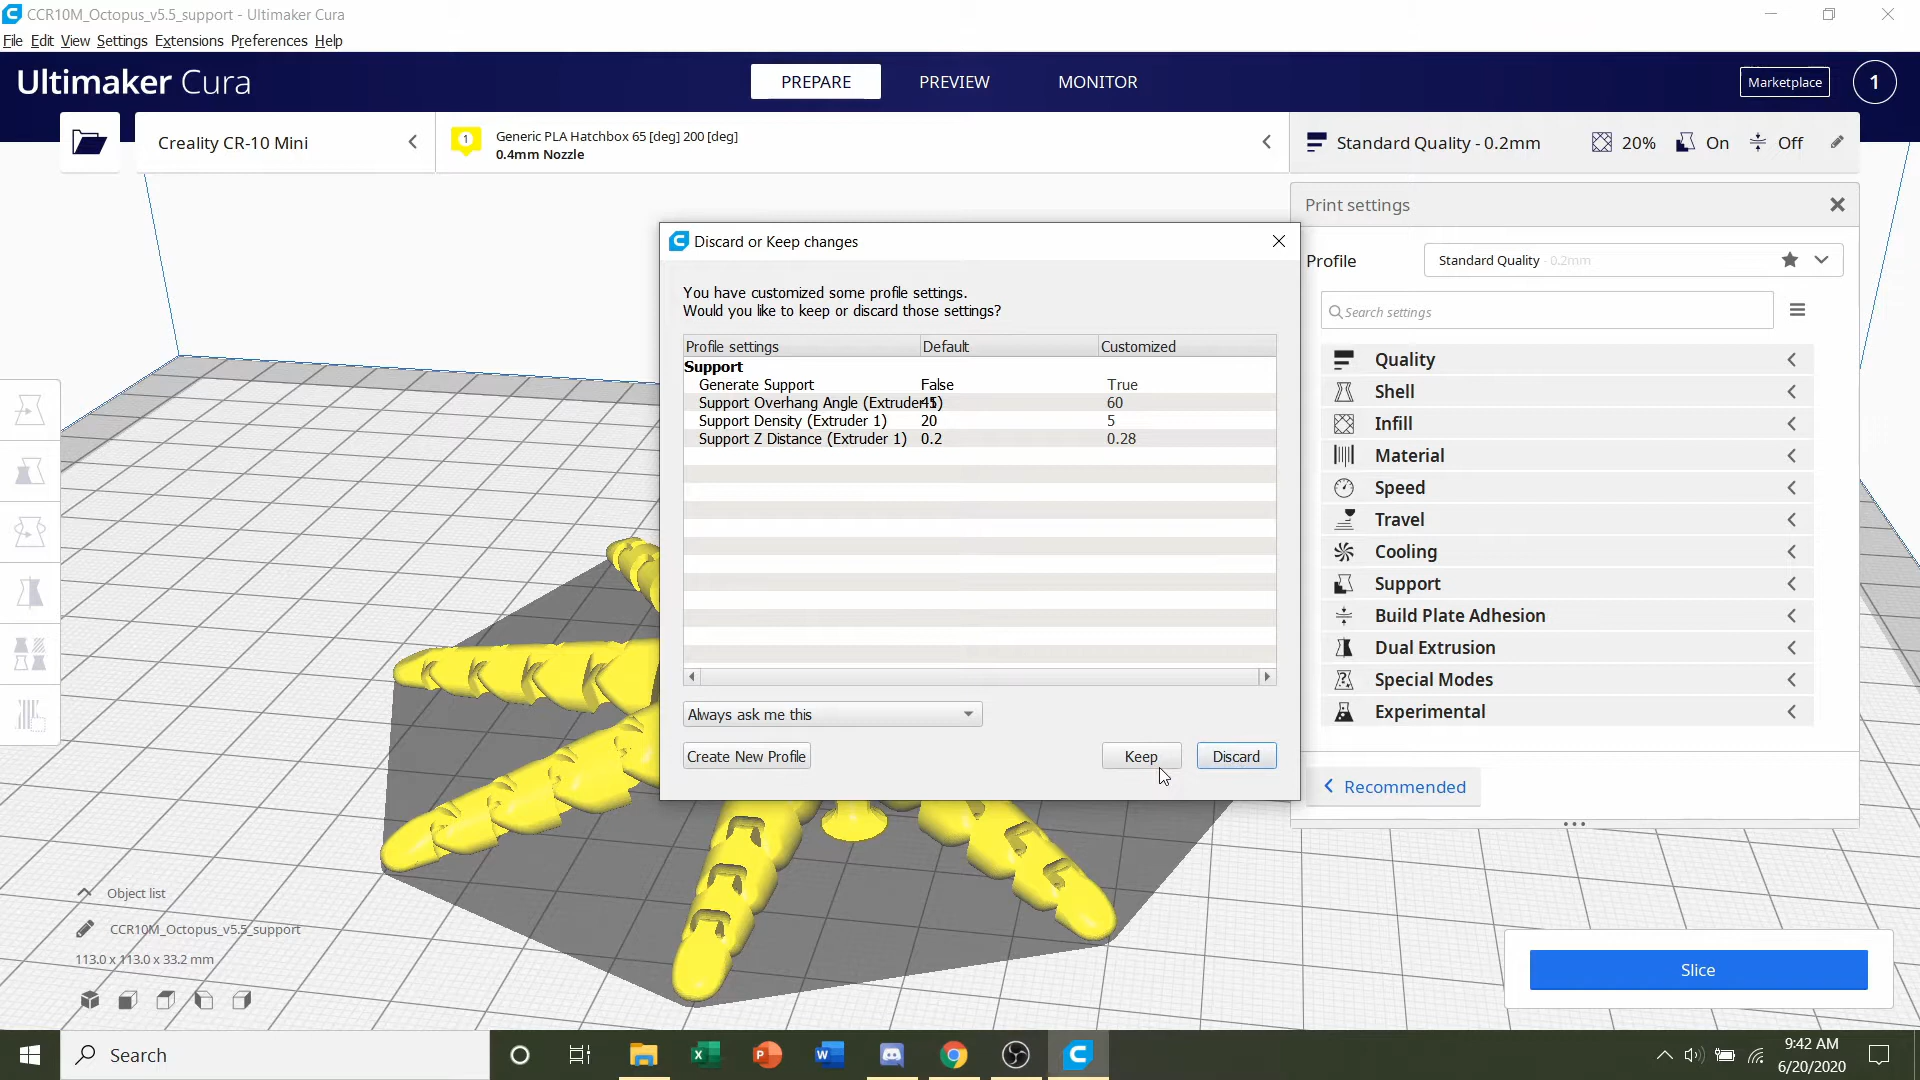 CCR10M_Octopus_v5.5_support - Ultimaker Cura
File Edit View Settings Extensions Preferences Help
Ultimaker Cura
PREPARE
PREVIEW
MONITOR
Marketplace
1
Creality CR-10 Mini
1
Generic PLA Hatchbox 65 [deg] 200 [deg]
0.4mm Nozzle
Standard Quality - 0.2mm
20%
On
Off
Print settings
Profile
Standard Quality - 0.2mm
Search settings
Quality
Shell
Infill
Material
Speed
Travel
Cooling
Support
Build Plate Adhesion
Dual Extrusion
Special Modes
Experimental
Recommended
Discard or Keep changes
You have customized some profile settings.
Would you like to keep or discard those settings?
Profile settings Default Customized
Support
Generate Support False True
Support Overhang Angle (Extruder 1) 45 60
Support Density (Extruder 1) 20 5
Support Z Distance (Extruder 1) 0.2 0.28
Always ask me this
Create New Profile
Keep
Discard
Object list
CCR10M_Octopus_v5.5_support
113.0 x 113.0 x 33.2 mm
Slice
Search
9:42 AM
6/20/2020